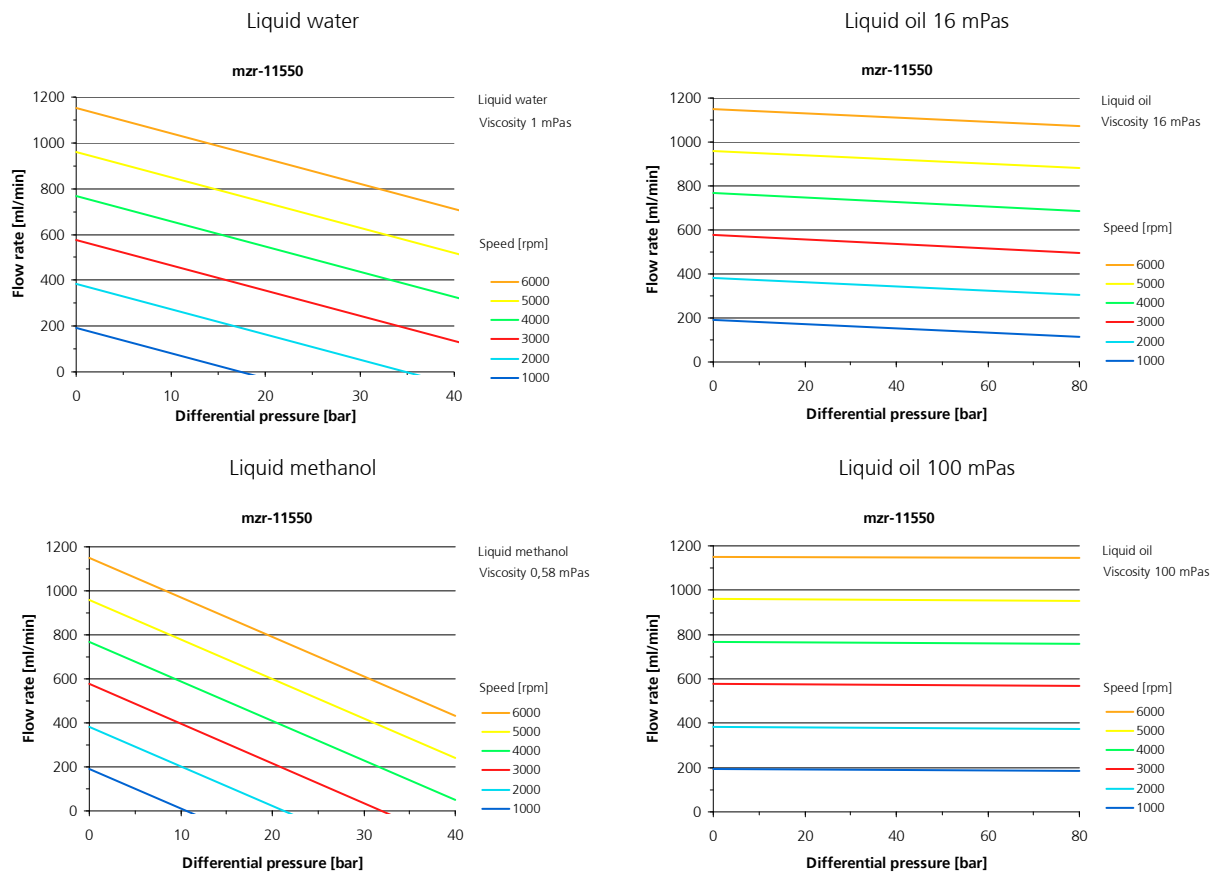 Liquid water
mzr-11550
Liquid water
Viscosity 1 mPas
Flow rate [ml/min]
1200
1000
800
600
400
200
0
0 10 20 30 40
Differential pressure [bar]
Speed [rpm]
6000
5000
4000
3000
2000
1000
Liquid oil 16 mPas
mzr-11550
Liquid oil
Viscosity 16 mPas
Flow rate [ml/min]
1200
1000
800
600
400
200
0
0 20 40 60 80
Differential pressure [bar]
Speed [rpm]
6000
5000
4000
3000
2000
1000
Liquid methanol
mzr-11550
Liquid methanol
Viscosity 0,58 mPas
Flow rate [ml/min]
1200
1000
800
600
400
200
0
0 10 20 30 40
Differential pressure [bar]
Speed [rpm]
6000
5000
4000
3000
2000
1000
Liquid oil 100 mPas
mzr-11550
Liquid oil
Viscosity 100 mPas
Flow rate [ml/min]
1200
1000
800
600
400
200
0
0 20 40 60 80
Differential pressure [bar]
Speed [rpm]
6000
5000
4000
3000
2000
1000